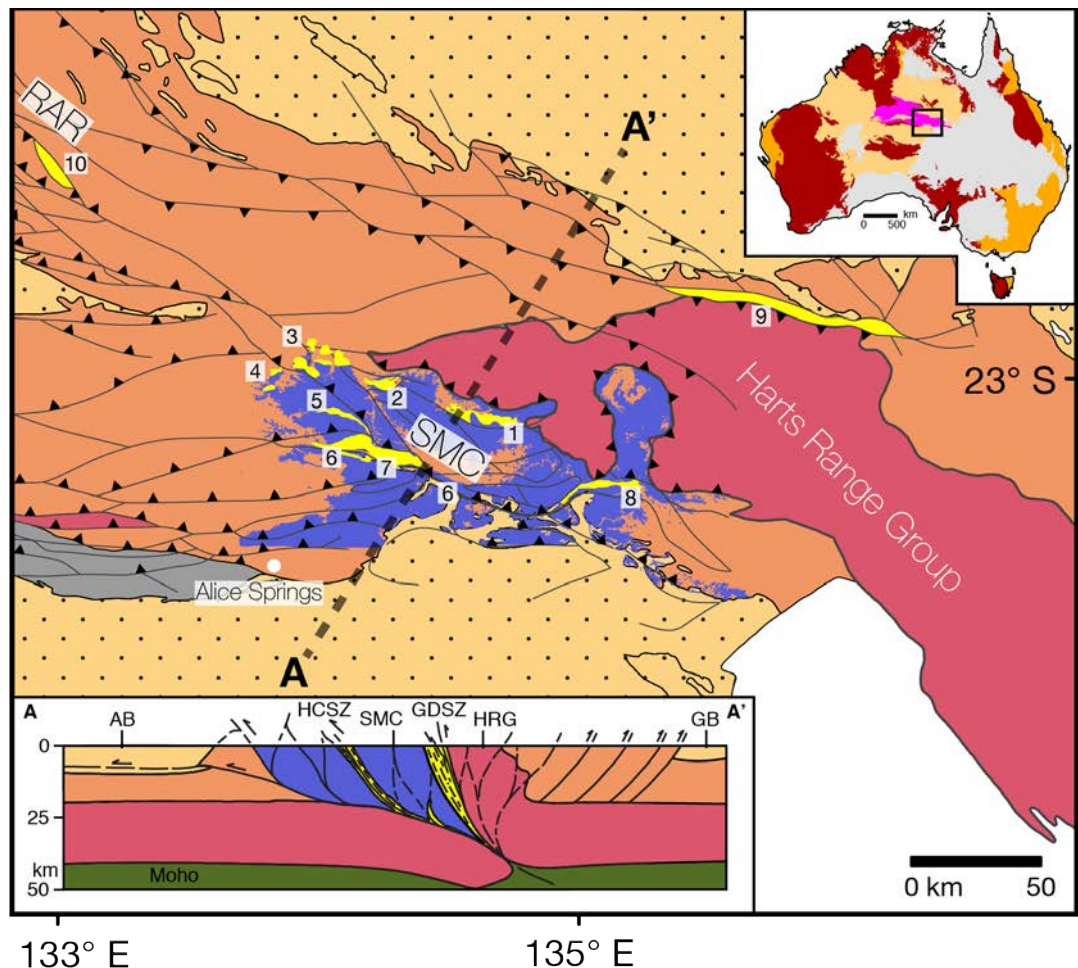 RAR
10
A'
km
0 500
3
4
5
2
1
9
23° S
SMC
6
7
6
8
Harts Range Group
Alice Springs
A
A
AB
HCSZ
SMC
GDSZ
HRG
GB
A'
0
25
km
50
Moho
0 km 50
133° E
135° E